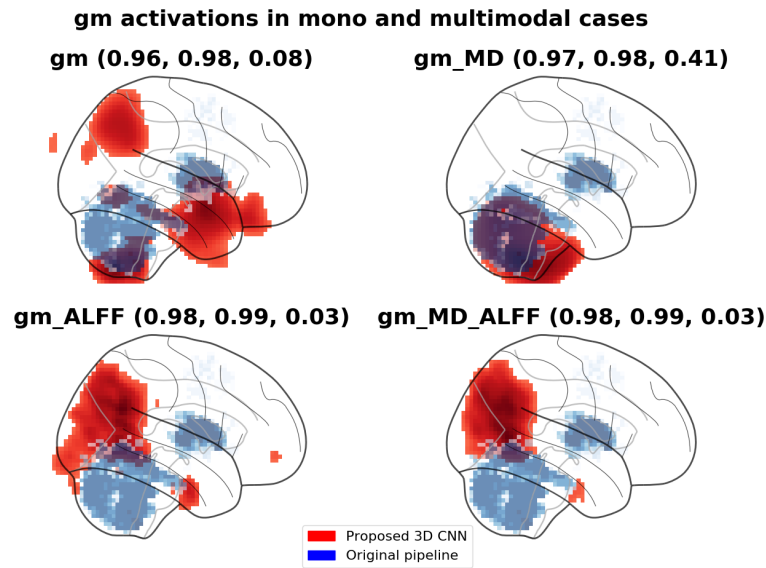 gm activations in mono and multimodal cases
gm (0.96, 0.98, 0.08)
gm_MD (0.97, 0.98, 0.41)
gm_ALFF (0.98, 0.99, 0.03)
gm_MD_ALFF (0.98, 0.99, 0.03)
Proposed 3D CNN
Original pipeline